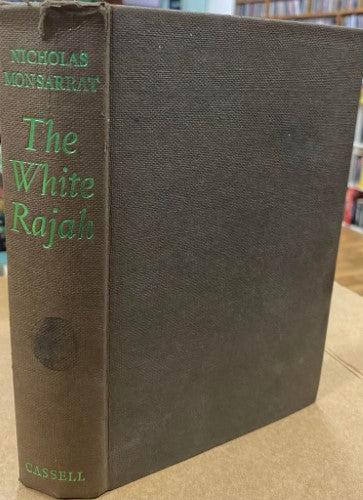 NICHOLAS
MONSARRAT
The
White
Rajah
CASSELL